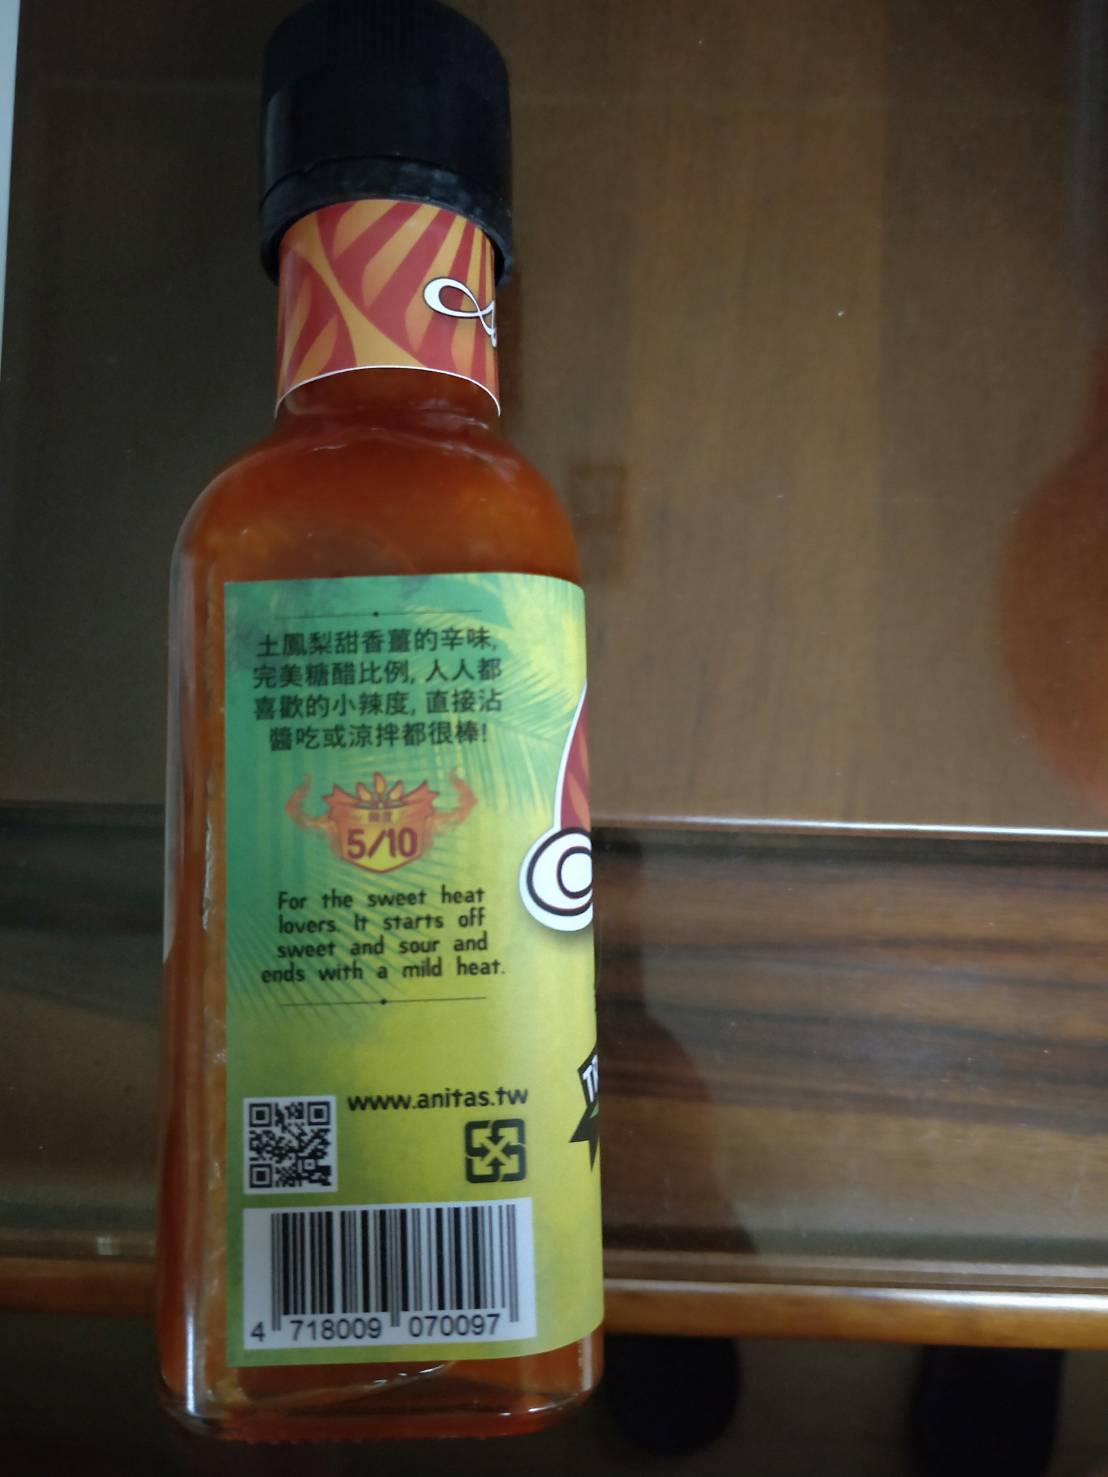 土鳳梨甜香薑的辛味,
完美糖醋比例, 人人都
喜歡的小辣度, 直接沾
醬吃或涼拌都很棒!
辣度
5/10
For the sweet heat
lovers. It starts off
sweet and sour and
ends with a mild heat.
www.anitas.tw
4 718009 070097